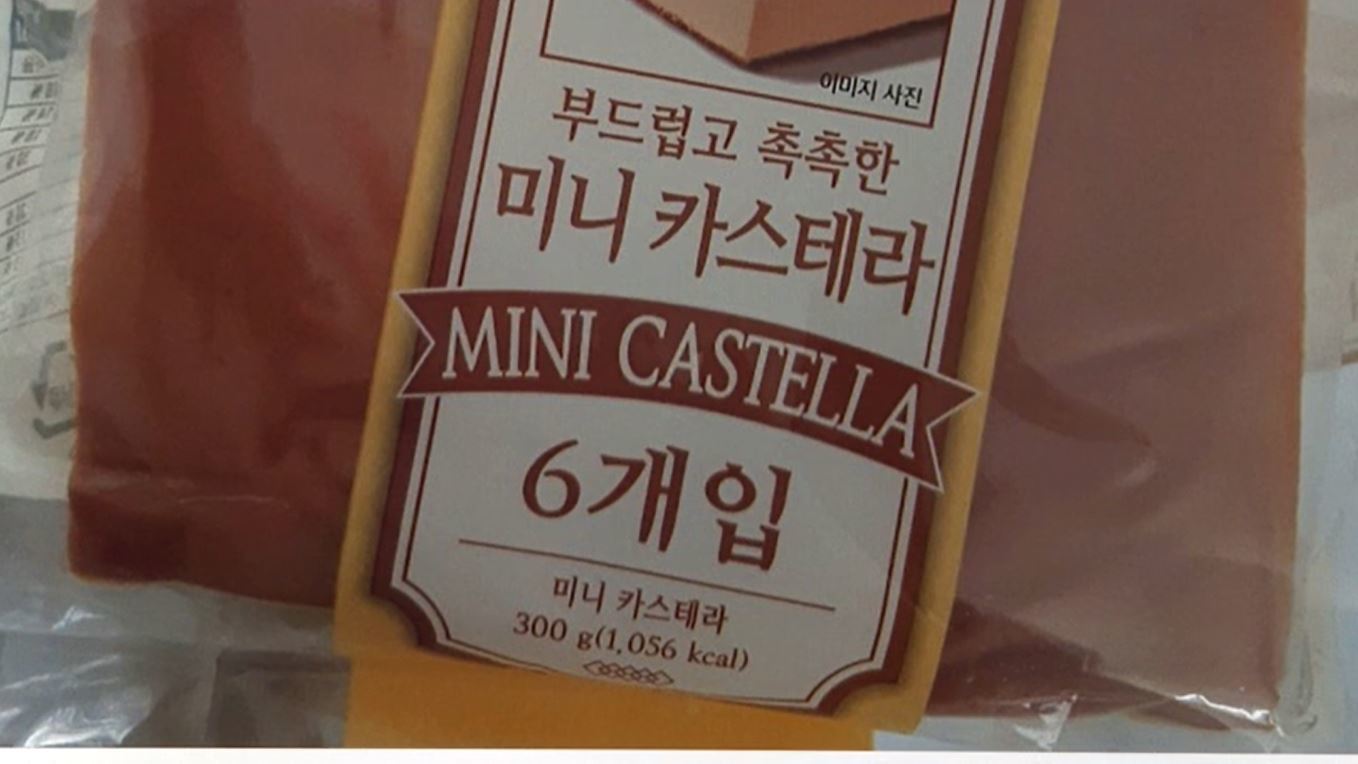 이미지 사진
부드럽고 촉촉한
미니 카스테라
MINI CASTELLA
6개입
미니 카스테라
300 g(1,056 kcal)